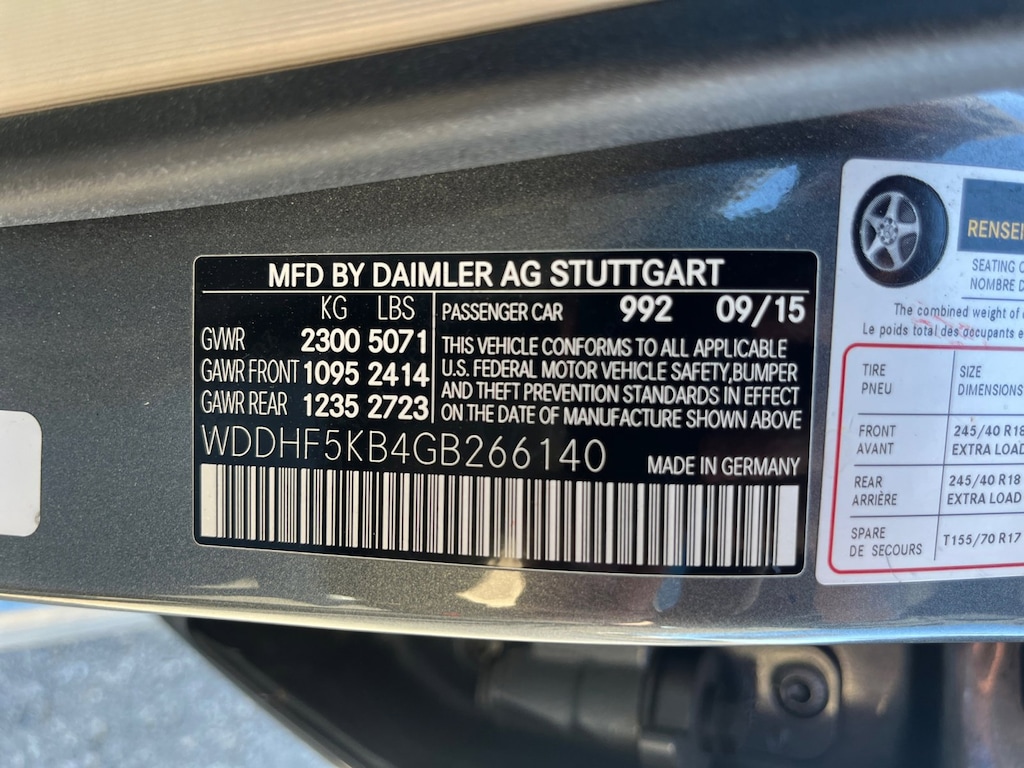 MFD BY DAIMLER AG STUTTGART
KG LBS
GVWR 2300 5071
GAWR FRONT 1095 2414
GAWR REAR 1235 2723
PASSENGER CAR 992 09/15
THIS VEHICLE CONFORMS TO ALL APPLICABLE
U.S. FEDERAL MOTOR VEHICLE SAFETY,BUMPER
AND THEFT PREVENTION STANDARDS IN EFFECT
ON THE DATE OF MANUFACTURE SHOWN ABOVE
WDDHF5KB4GB266140
MADE IN GERMANY
RENSEI
SEATING
NOMBRE
The combined weight of
Le poids total des occupants
TIRE
PNEU
SIZE
DIMENSIONS
FRONT
AVANT
245/40 R18
EXTRA LOAD
REAR
ARRIÈRE
245/40 R18
EXTRA LOAD
SPARE
DE SECOURS
T155/70 R17